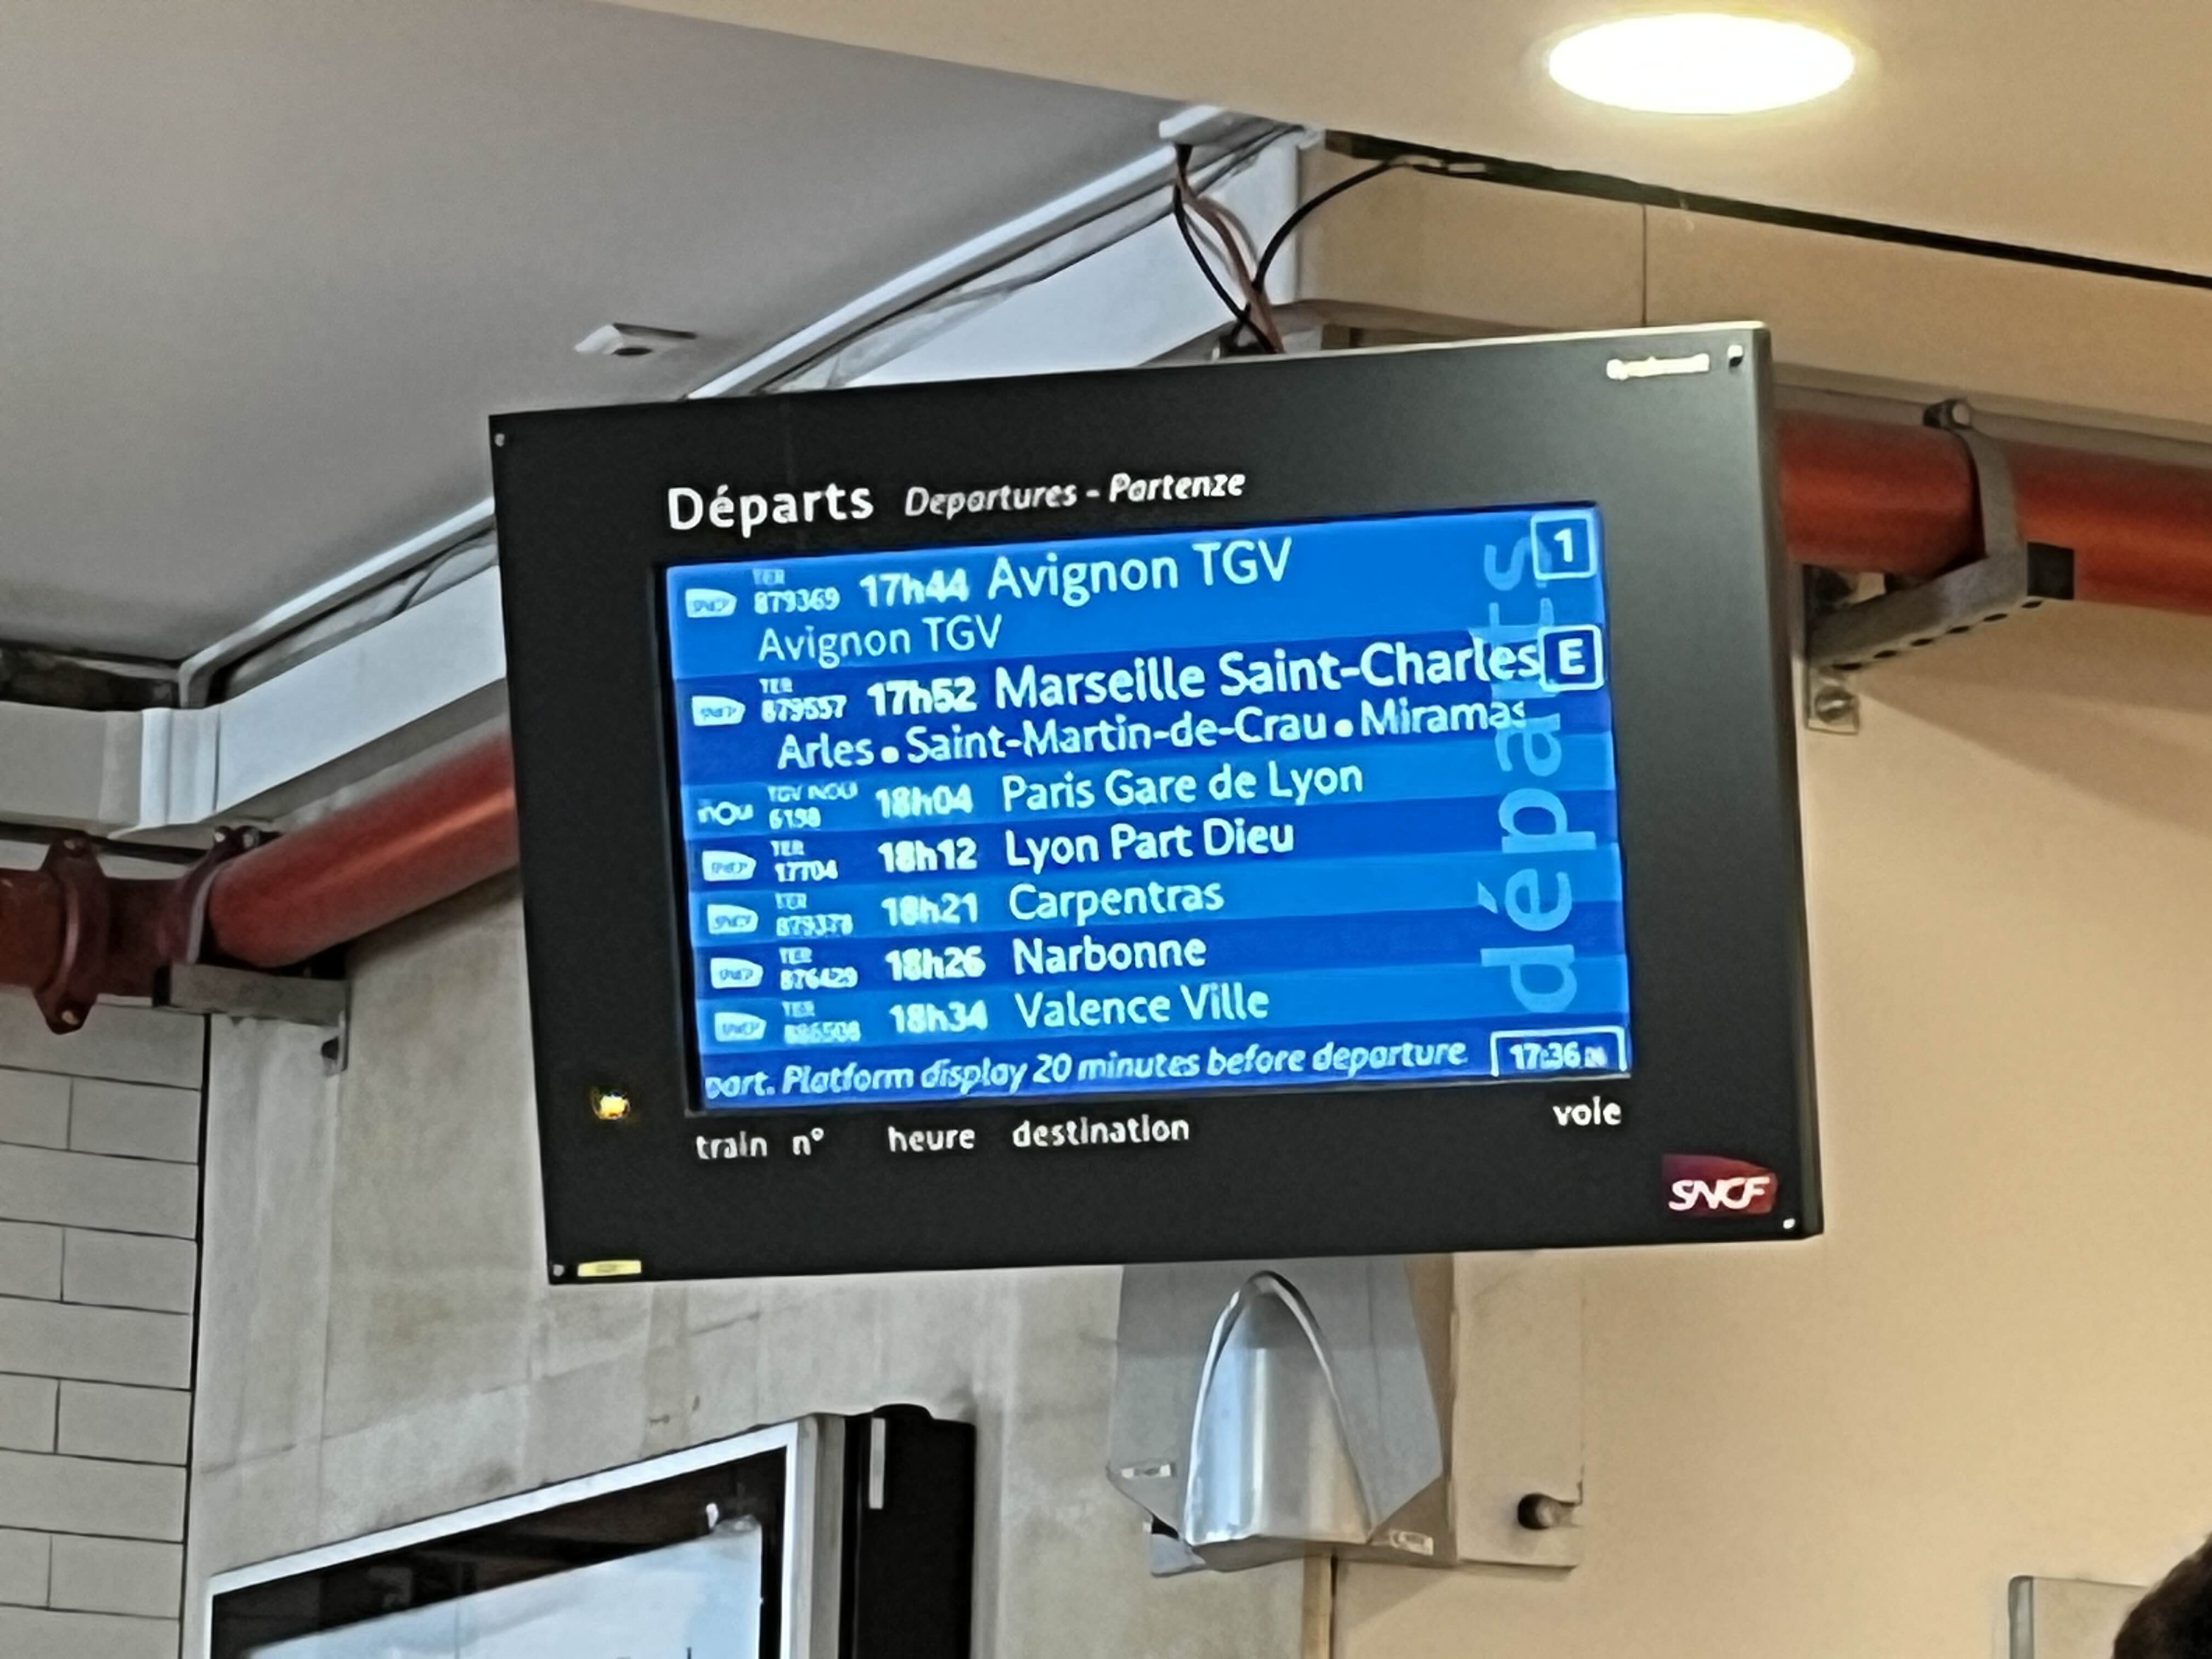 Départs Departures - Partenze
TER
879369 17h44 Avignon TGV 1
Avignon TGV
TER
879557 17h52 Marseille Saint-Charles E
Arles • Saint-Martin-de-Crau • Miramas
inOui TGV INOUI
6198 18h04 Paris Gare de Lyon
TER
17704 18h12 Lyon Part Dieu
TER
18h21 Carpentras
TER
876429 18h26 Narbonne
TER
18h34 Valence Ville
part. Platform display 20 minutes before departure 17:36
départs
train n° heure destination voie
SNCF